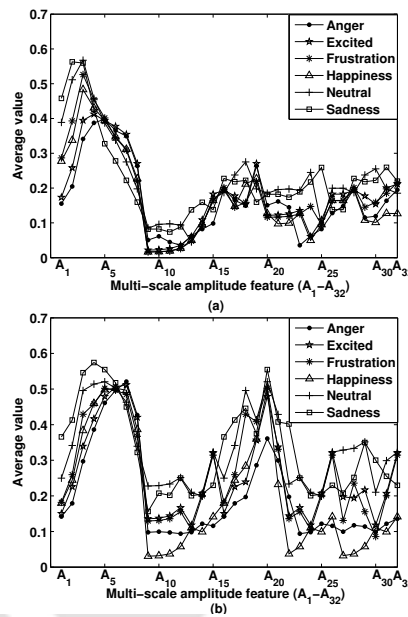 0.7
0.6
0.5
0.4
0.3
0.2
0.1
0
Average value
Anger
Excited
Frustration
Happiness
Neutral
Sadness
A1 A5 A10 A15 A20 A25 A30 A3
Multi-scale amplitude feature (A1-A32)
(a)
0.7
0.6
0.5
0.4
0.3
0.2
0.1
0
Average value
Anger
Excited
Frustration
Happiness
Neutral
Sadness
A1 A5 A10 A15 A20 A25 A30 A32
Multi-scale amplitude feature (A1-A32)
(b)